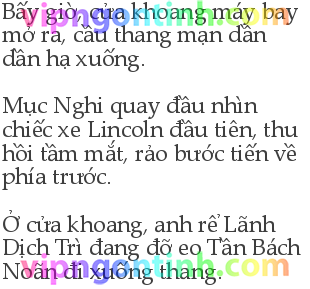 Bấy giờ, cửa khoang máy bay
mở ra, cầu thang mạn dần
dần hạ xuống.
Mục Nghi quay đầu nhìn
chiếc xe Lincoln đầu tiên, thu
hồi tầm mắt, rảo bước tiến về
phía trước.
Ở cửa khoang, anh rể Lãnh
Dịch Trì đang đỡ eo Tần Bách
Noãn đi xuống thang.
vipngontinh.com
vipngontinh.com